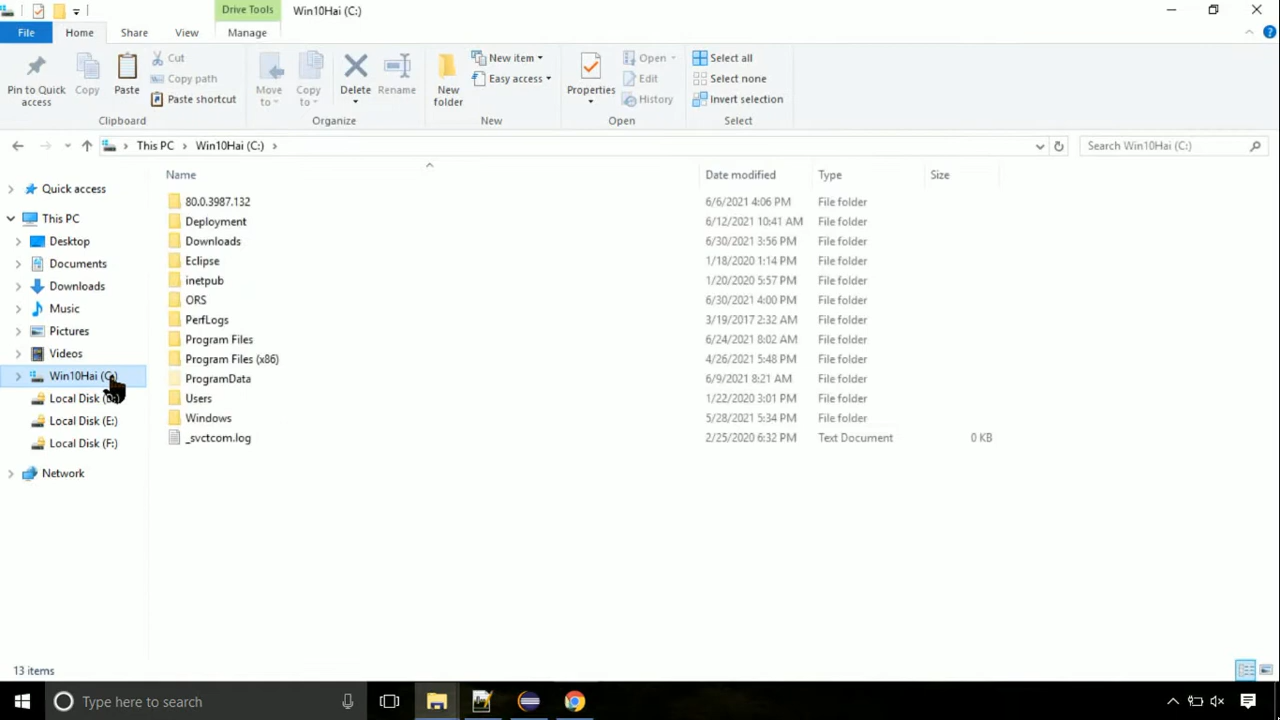 Drive Tools
Win10Hai (C:)
File
Home
Share
View
Manage
Pin to Quick access
Copy
Paste
Cut
Copy path
Paste shortcut
Clipboard
Move to
Copy to
Delete
Rename
Organize
New folder
New item
Easy access
New
Properties
Open
Edit
History
Open
Select all
Select none
Invert selection
Select
This PC
Win10Hai (C:)
Search Win10Hai (C:)
Name Date modified Type Size
Quick access
This PC
Desktop
Documents
Downloads
Music
Pictures
Videos
Win10Hai
Local Disk
Local Disk (E:)
Local Disk (F:)
Network
80.0.3987.132 6/6/2021 4:06 PM File folder
Deployment 6/12/2021 10:41 AM File folder
Downloads 6/30/2021 3:56 PM File folder
Eclipse 1/18/2020 1:14 PM File folder
inetpub 1/20/2020 5:57 PM File folder
ORS 6/30/2021 4:00 PM File folder
PerfLogs 3/19/2017 2:32 AM File folder
Program Files 6/24/2021 8:02 AM File folder
Program Files (x86) 4/26/2021 5:48 PM File folder
ProgramData 6/9/2021 8:21 AM File folder
Users 1/22/2020 3:01 PM File folder
Windows 5/28/2021 5:34 PM File folder
_svctcom.log 2/25/2020 6:32 PM Text Document 0 KB
13 items
Type here to search